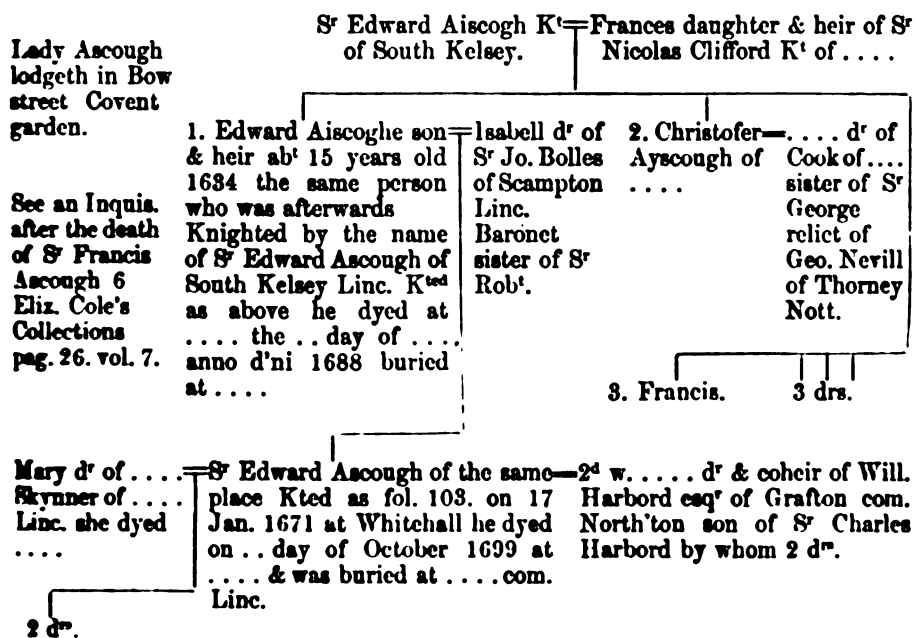 Sʳ Edward Aiscogh Kᵗ
of South Kelsey.
Frances daughter & heir of Sʳ
Nicolas Clifford Kᵗ of . . . .
Lady Ascough
lodgeth in Bow
street Covent
garden.
See an Inquis.
after the death
of Sʳ Francis
Ascough 6
Eliz. Cole's
Collections
pag. 26. vol. 7.
1. Edward Aiscoghe son
& heir abᵗ 15 years old
1634 the same person
who was afterwards
Knighted by the name
of Sʳ Edward Ascough of
South Kelsey Linc. Kᵗᵉᵈ
as above he dyed at
. . . . the . . day of . . . .
anno d'ni 1688 buried
at . . . .
Isabell dʳ of
Sʳ Jo. Bolles
of Scampton
Linc.
Baronet
sister of Sʳ
Robᵗ.
2. Christofer
Ayscough of
. . . .
. . . . dʳ of
Cook of . . . .
sister of Sʳ
George
relict of
Geo. Nevill
of Thorney
Nott.
3. Francis.
3 drs.
Mary dʳ of . . . .
Skynner of . . . .
Linc. she dyed
. . . .
Sʳ Edward Ascough of the same
place Kted as fol. 103. on 17
Jan. 1671 at Whitehall he dyed
on . . day of October 1699 at
. . . . & was buried at . . . . com.
Linc.
2ᵈ w. . . . . . dʳ & coheir of Will.
Harbord esqʳ of Grafton com.
North'ton son of Sʳ Charles
Harbord by whom 2 dʳˢ.
2 dʳˢ.